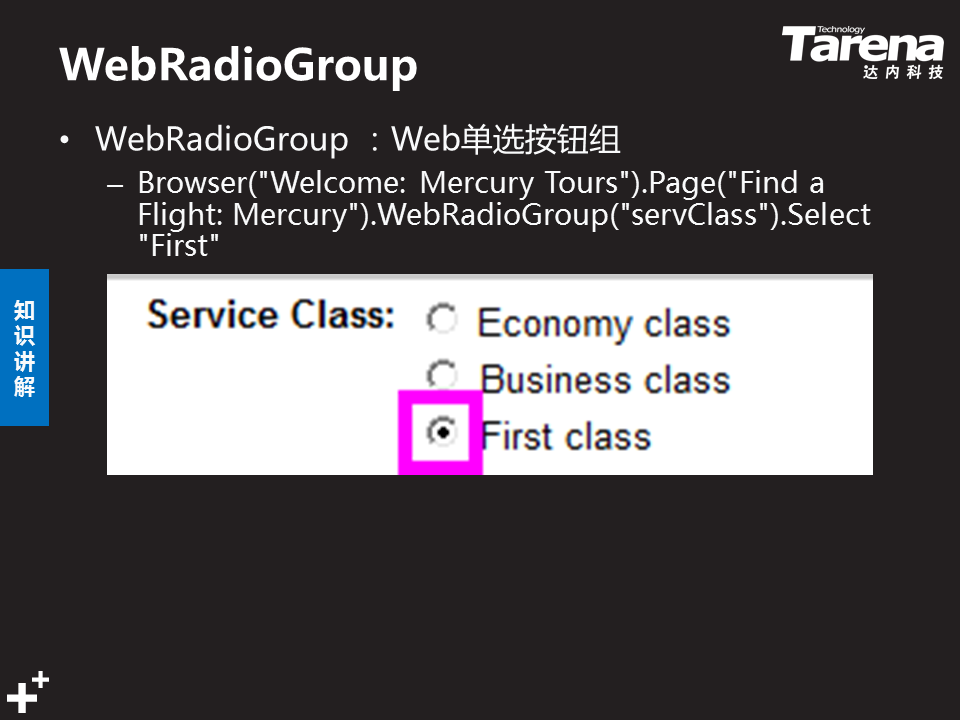 WebRadioGroup
Technology
Tarena
达内科技
• WebRadioGroup ：Web单选按钮组
– Browser("Welcome: Mercury Tours").Page("Find a
Flight: Mercury").WebRadioGroup("servClass").Select
"First"
知
识
讲
解
Service Class:
Economy class
Business class
First class